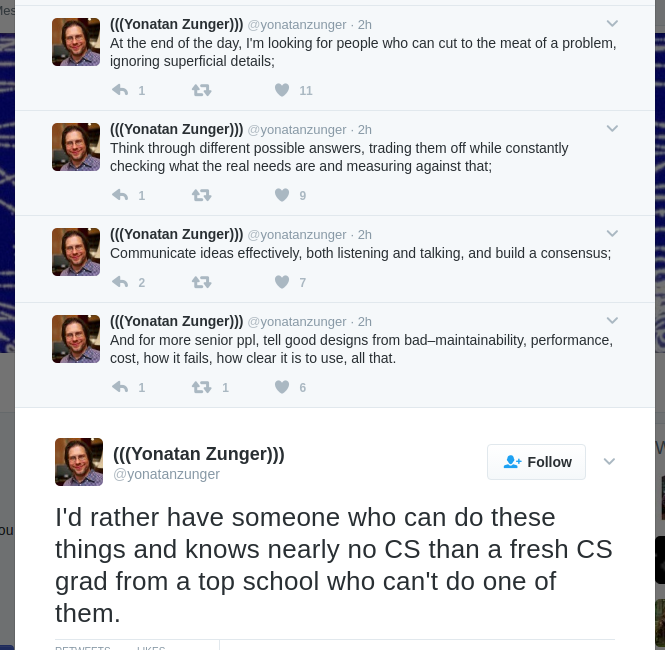 Mes
(((Yonatan Zunger))) @yonatanzunger · 2h
At the end of the day, I'm looking for people who can cut to the meat of a problem,
ignoring superficial details;
1 11
(((Yonatan Zunger))) @yonatanzunger · 2h
Think through different possible answers, trading them off while constantly
checking what the real needs are and measuring against that;
1 9
(((Yonatan Zunger))) @yonatanzunger · 2h
Communicate ideas effectively, both listening and talking, and build a consensus;
2 7
(((Yonatan Zunger))) @yonatanzunger · 2h
And for more senior ppl, tell good designs from bad–maintainability, performance,
cost, how it fails, how clear it is to use, all that.
1 1 6
(((Yonatan Zunger)))
@yonatanzunger
Follow
I'd rather have someone who can do these
things and knows nearly no CS than a fresh CS
grad from a top school who can't do one of
them.
RETWEETS LIKES